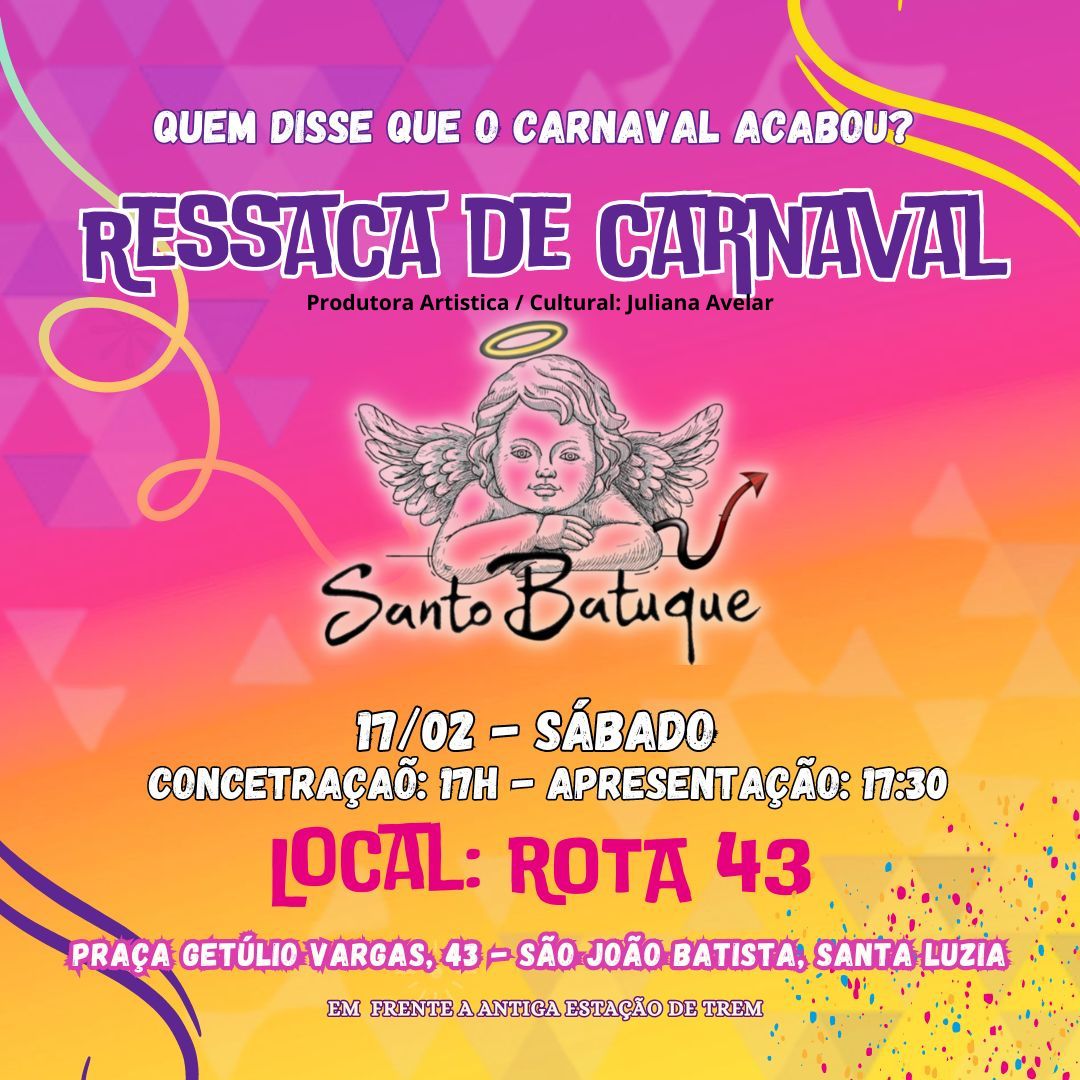 QUEM DISSE QUE O CARNAVAL ACABOU?
RESSACA DE CARNAVAL
Produtora Artistica / Cultural: Juliana Avelar
Santo Batuque
17/02 - SÁBADO
CONCETRAÇAÕ: 17H - APRESENTAÇÃO: 17:30
LOCAL: ROTA 43
PRAÇA GETÚLIO VARGAS, 43 - SÃO JOÃO BATISTA, SANTA LUZIA
EM FRENTE A ANTIGA ESTAÇÃO DE TREM